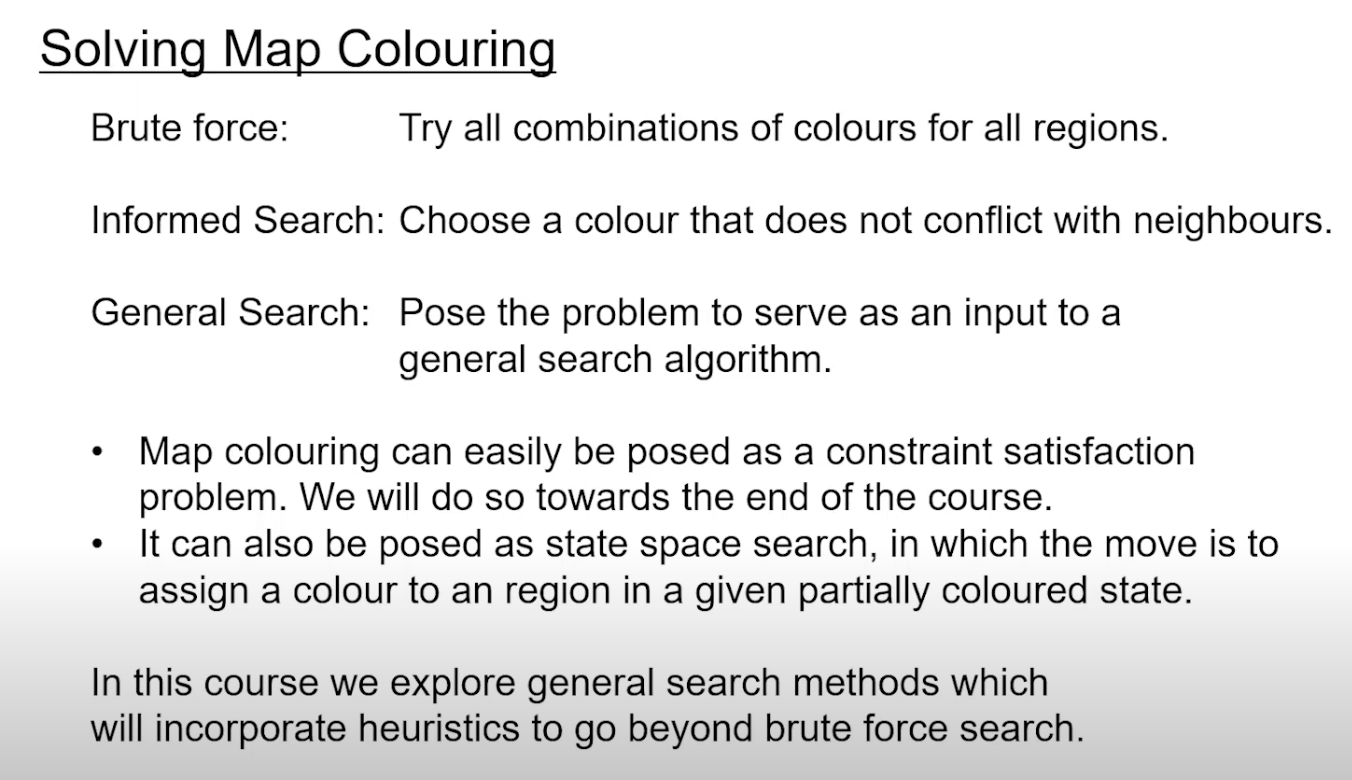 Solving Map Colouring
Brute force: Try all combinations of colours for all regions.
Informed Search: Choose a colour that does not conflict with neighbours.
General Search: Pose the problem to serve as an input to a
general search algorithm.
• Map colouring can easily be posed as a constraint satisfaction
problem. We will do so towards the end of the course.
• It can also be posed as state space search, in which the move is to
assign a colour to an region in a given partially coloured state.
In this course we explore general search methods which
will incorporate heuristics to go beyond brute force search.